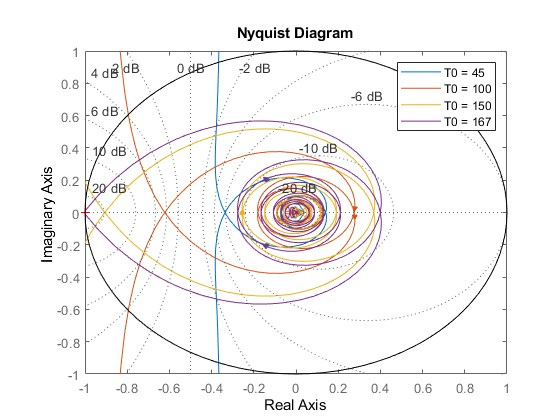 Nyquist Diagram
1
0.8
0.6
0.4
0.2
0
-0.2
-0.4
-0.6
-0.8
-1
4 dB
2 dB
0 dB
-2 dB
6 dB
-6 dB
10 dB
-10 dB
20 dB
-20 dB
T0 = 45
T0 = 100
T0 = 150
T0 = 167
Imaginary Axis
-1 -0.8 -0.6 -0.4 -0.2 0 0.2 0.4 0.6 0.8 1
Real Axis